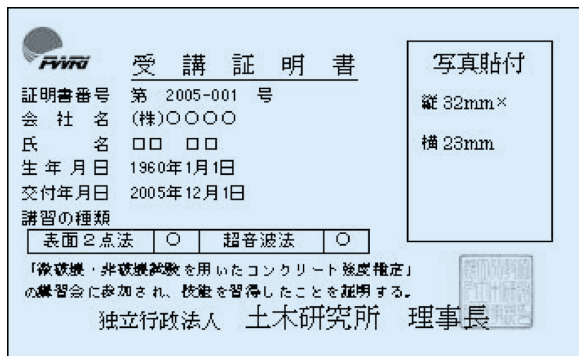 PWRI
受講証明書
写真貼付
縦 32mm×
横 23mm
証明書番号 第 2005-001 号
会社名 (株)○○○○
氏名 □□ □□
生年月日 1960年1月1日
交付年月日 2005年12月1日
講習の種類
表面2点法 ○ 超音波法 ○
「微破壊・非破壊試験を用いたコンクリート強度推定」
の講習会に参加され、技能を習得したことを証明する。
独立行政法人 土木研究所 理事長